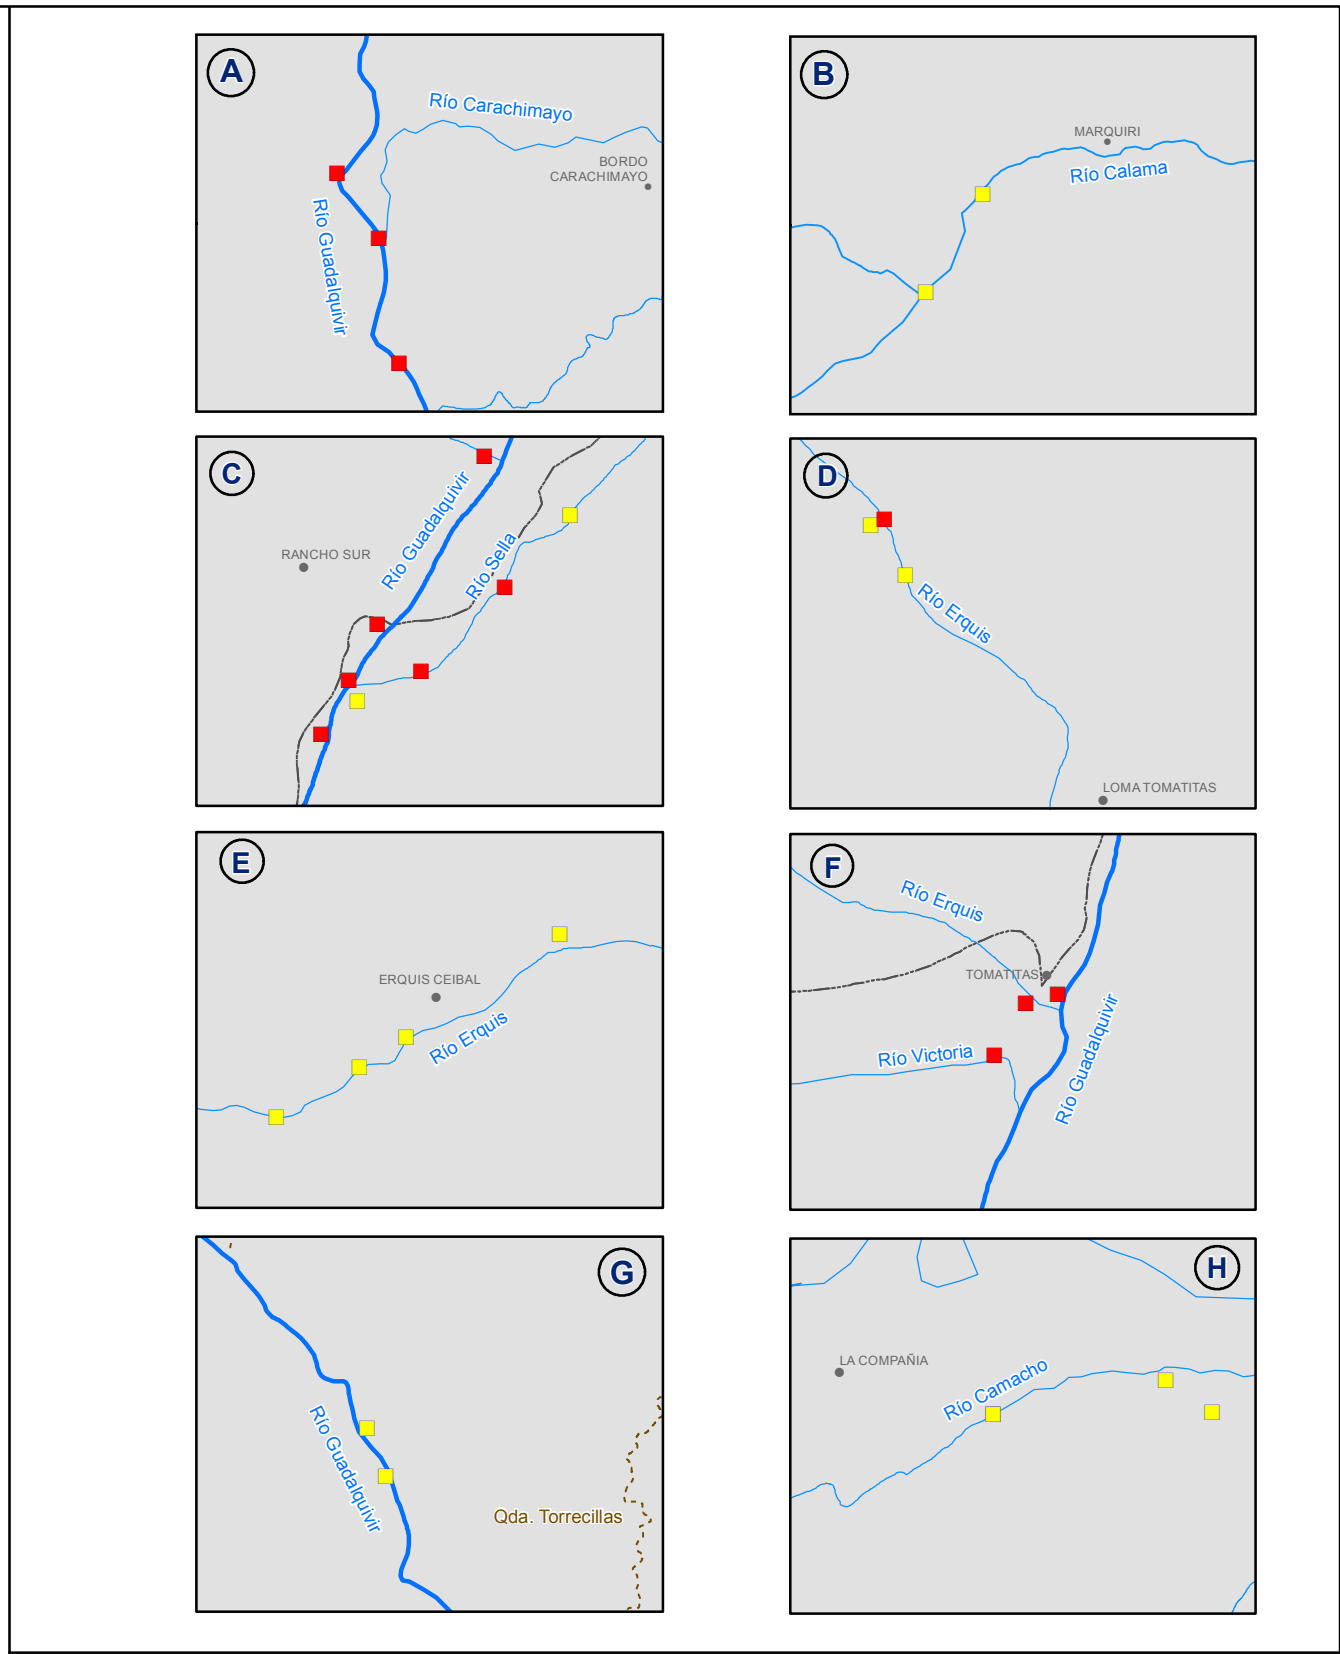 A
Río Carachimayo
BORDO
CARACHIMAYO
Río Guadalquivir
B
MARQUIRI
Río Calama
C
Río Guadalquivir
Río Sella
RANCHO SUR
D
Río Erquis
LOMA TOMATITAS
E
ERQUIS CEIBAL
Río Erquis
F
Río Erquis
TOMATITAS
Río Victoria
Río Guadalquivir
G
Río Guadalquivir
Qda. Torrecillas
H
LA COMPAÑIA
Río Camacho